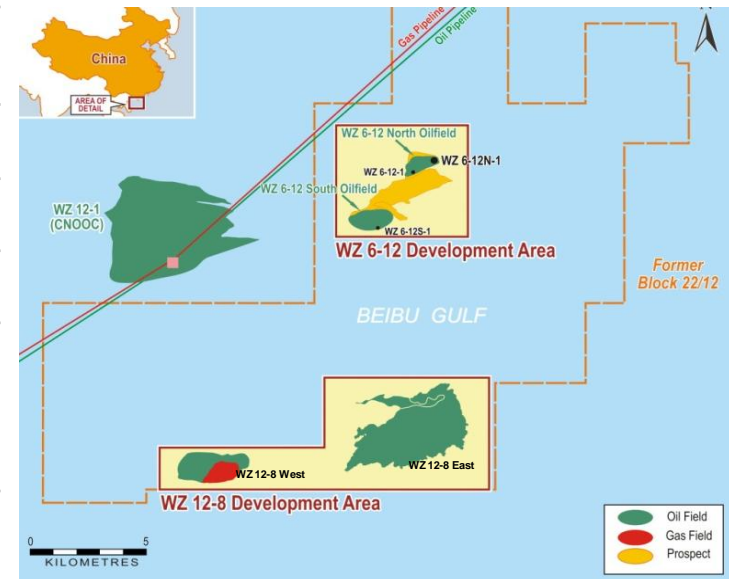 China
AREA OF
DETAIL
Gas Pipeline
Oil Pipeline
WZ 6-12 North Oilfield
WZ 6-12N-1
WZ 6-12-1
WZ 6-12 South Oilfield
WZ 6-12S-1
WZ 12-1
(CNOOC)
WZ 6-12 Development Area
Former
Block 22/12
BEIBU GULF
WZ 12-8 West
WZ 12-8 East
WZ 12-8 Development Area
0 5
KILOMETRES
Oil Field
Gas Field
Prospect